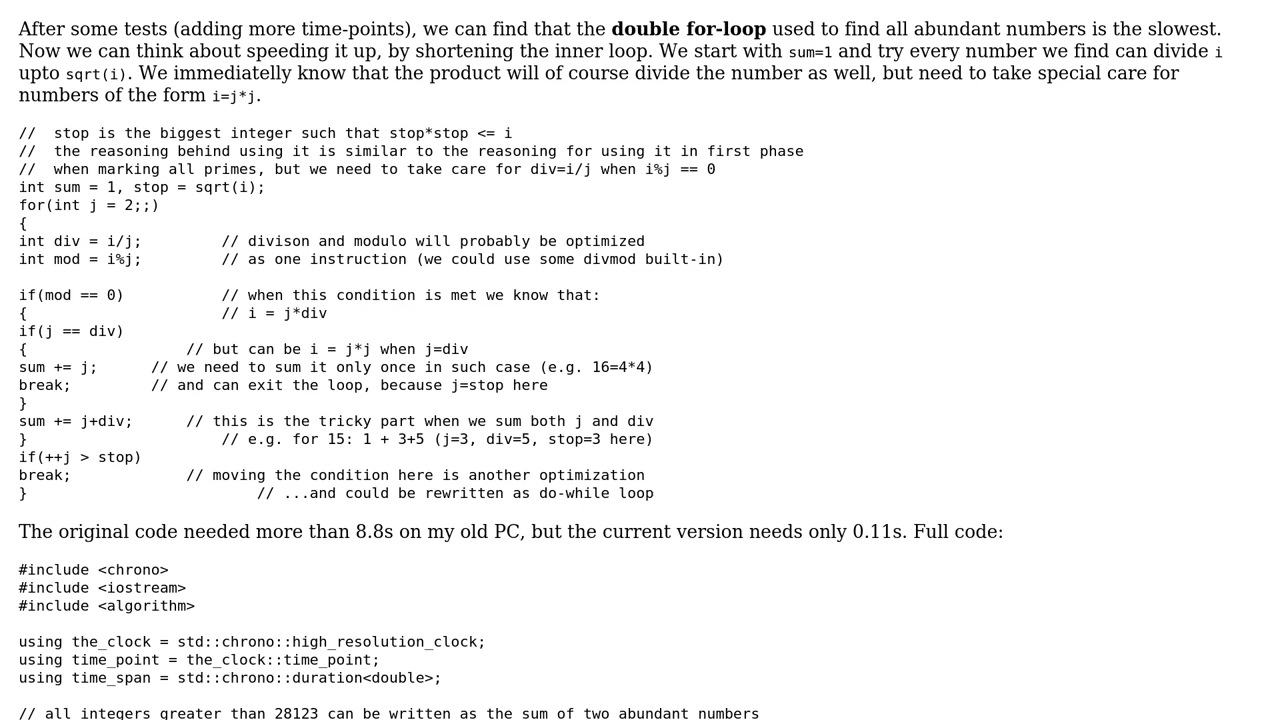 After some tests (adding more time-points), we can find that the double for-loop used to find all abundant numbers is the slowest.
Now we can think about speeding it up, by shortening the inner loop. We start with sum=1 and try every number we find can divide i
upto sqrt(i). We immediatelly know that the product will of course divide the number as well, but need to take special care for
numbers of the form i=j*j.
//  stop is the biggest integer such that stop*stop <= i
//  the reasoning behind using it is similar to the reasoning for using it in first phase
//  when marking all primes, but we need to take care for div=i/j when i%j == 0
int sum = 1, stop = sqrt(i);
for(int j = 2;;)
{
int div = i/j;         // divison and modulo will probably be optimized
int mod = i%j;         // as one instruction (we could use some divmod built-in)
if(mod == 0)           // when this condition is met we know that:
{                      // i = j*div
if(j == div)
{                  // but can be i = j*j when j=div
sum += j;      // we need to sum it only once in such case (e.g. 16=4*4)
break;         // and can exit the loop, because j=stop here
}
sum += j+div;      // this is the tricky part when we sum both j and div
}                      // e.g. for 15: 1 + 3+5 (j=3, div=5, stop=3 here)
if(++j > stop)
break;             // moving the condition here is another optimization
}                          // ...and could be rewritten as do-while loop
The original code needed more than 8.8s on my old PC, but the current version needs only 0.11s. Full code:
#include <chrono>
#include <iostream>
#include <algorithm>
using the_clock = std::chrono::high_resolution_clock;
using time_point = the_clock::time_point;
using time_span = std::chrono::duration<double>;
// all integers greater than 28123 can be written as the sum of two abundant numbers